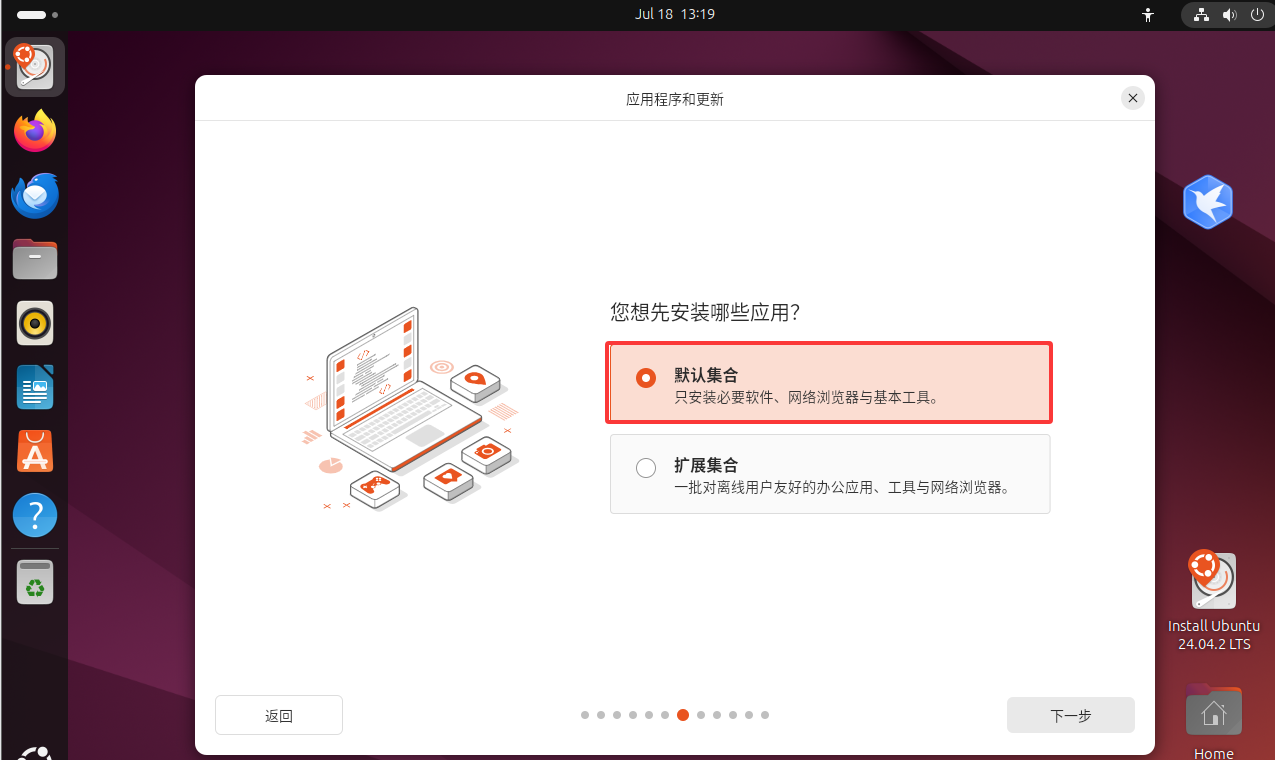 Jul 18 13:19
应用程序和更新
您想先安装哪些应用？
默认集合
只安装必要软件、网络浏览器与基本工具。
扩展集合
一批对离线用户友好的办公应用、工具与网络浏览器。
Install Ubuntu
24.04.2 LTS
返回
下一步
Home